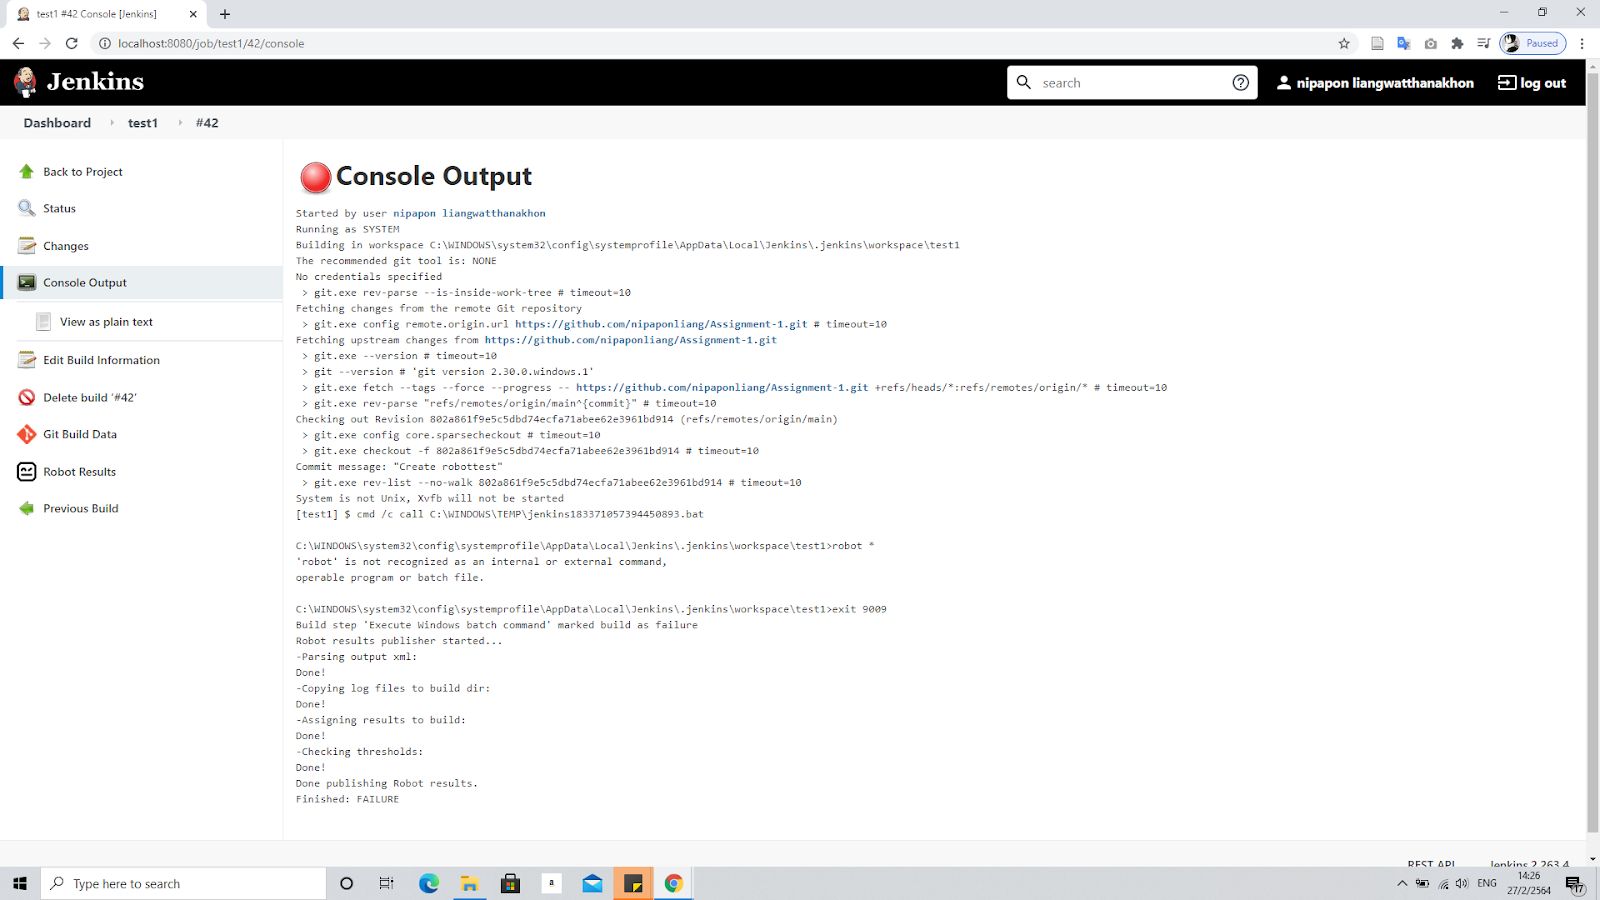 test1 #42 Console [Jenkins]
localhost:8080/job/test1/42/console
Paused
Jenkins
search
nipapon liangwatthanakhon
log out
Dashboard
test1
#42
Back to Project
Status
Changes
Console Output
View as plain text
Edit Build Information
Delete build ‘#42’
Git Build Data
Robot Results
Previous Build
Console Output
Started by user nipapon liangwatthanakhon
Running as SYSTEM
Building in workspace C:\WINDOWS\system32\config\systemprofile\AppData\Local\Jenkins\.jenkins\workspace\test1
The recommended git tool is: NONE
No credentials specified
> git.exe rev-parse --is-inside-work-tree # timeout=10
Fetching changes from the remote Git repository
> git.exe config remote.origin.url https://github.com/nipaponliang/Assignment-1.git # timeout=10
Fetching upstream changes from https://github.com/nipaponliang/Assignment-1.git
> git.exe --version # timeout=10
> git --version # 'git version 2.30.0.windows.1'
> git.exe fetch --tags --force --progress -- https://github.com/nipaponliang/Assignment-1.git +refs/heads/*:refs/remotes/origin/* # timeout=10
> git.exe rev-parse "refs/remotes/origin/main^{commit}" # timeout=10
Checking out Revision 802a861f9e5c5dbd74ecfa71abee62e3961bd914 (refs/remotes/origin/main)
> git.exe config core.sparsecheckout # timeout=10
> git.exe checkout -f 802a861f9e5c5dbd74ecfa71abee62e3961bd914 # timeout=10
Commit message: "Create robottest"
> git.exe rev-list --no-walk 802a861f9e5c5dbd74ecfa71abee62e3961bd914 # timeout=10
System is not Unix, Xvfb will not be started
[test1] $ cmd /c call C:\WINDOWS\TEMP\jenkins183371057394450893.bat
C:\WINDOWS\system32\config\systemprofile\AppData\Local\Jenkins\.jenkins\workspace\test1>robot *
'robot' is not recognized as an internal or external command,
operable program or batch file.
C:\WINDOWS\system32\config\systemprofile\AppData\Local\Jenkins\.jenkins\workspace\test1>exit 9009
Build step 'Execute Windows batch command' marked build as failure
Robot results publisher started...
-Parsing output xml:
Done!
-Copying log files to build dir:
Done!
-Assigning results to build:
Done!
-Checking thresholds:
Done!
Done publishing Robot results.
Finished: FAILURE
REST API
Jenkins 2.263.4
Type here to search
a
ENG
14:26
27/2/2564
17